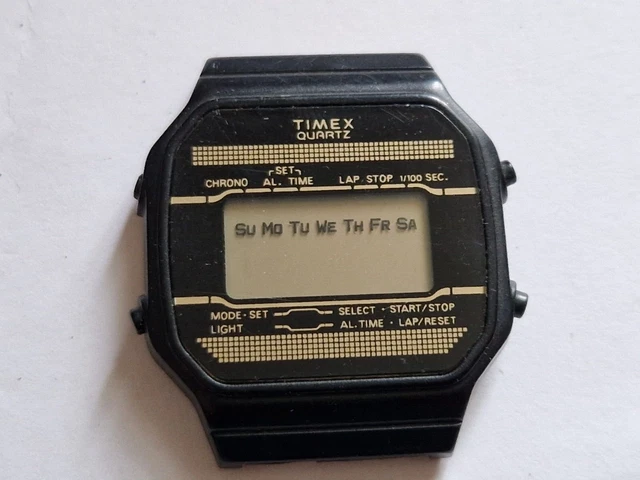 TIMEX
QUARTZ
SET
CHRONO AL. TIME LAP STOP 1/100 SEC.
SU MO TU WE TH FR SA
MODE·SET SELECT · START/STOP
LIGHT AL.TIME · LAP/RESET